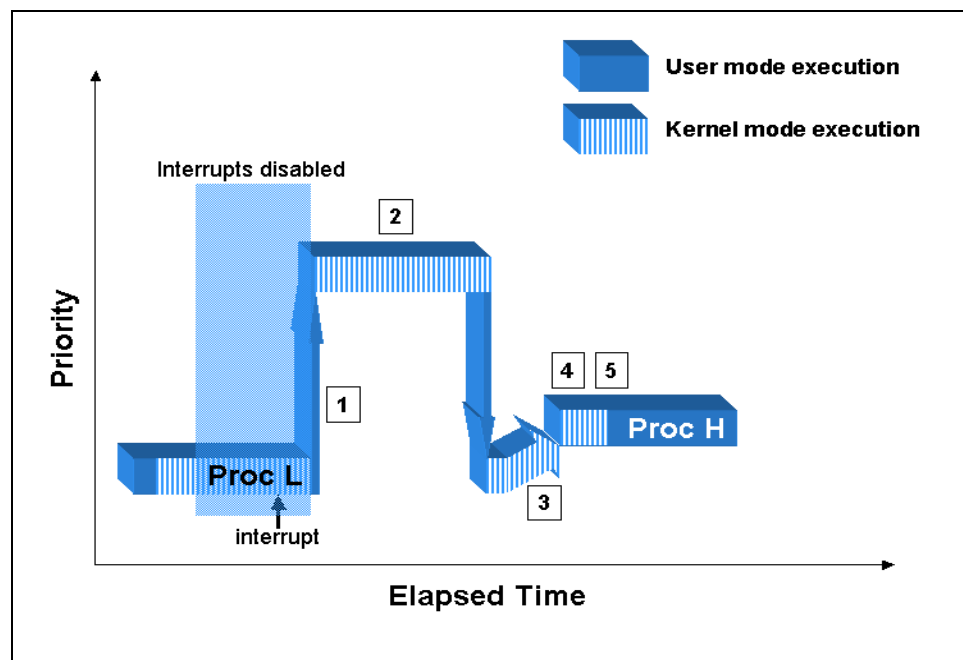 User mode execution
Kernel mode execution
Interrupts disabled
2
Priority
4
5
1
Proc H
Proc L
3
interrupt
Elapsed Time